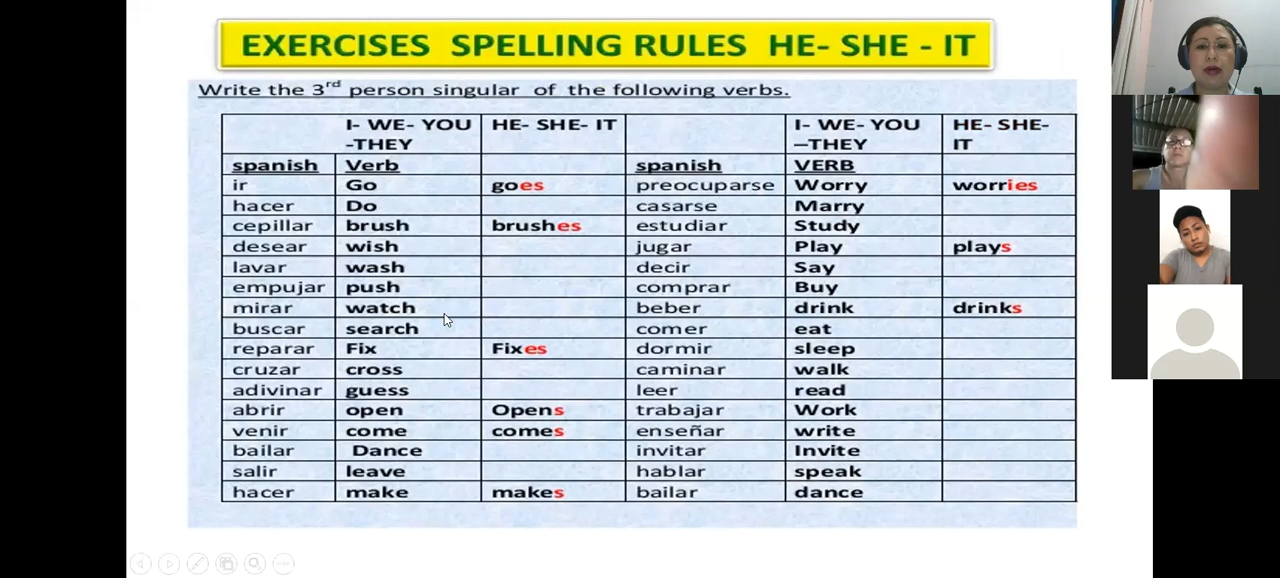 EXERCISES SPELLING RULES HE- SHE - IT
Write the 3rd person singular of the following verbs.
I- WE- YOU -THEY HE- SHE- IT I- WE- YOU –THEY HE- SHE- IT
spanish Verb spanish VERB
ir Go goes preocuparse Worry worries
hacer Do casarse Marry
cepillar brush brushes estudiar Study
desear wish jugar Play plays
lavar wash decir Say
empujar push comprar Buy
mirar watch beber drink drinks
buscar search comer eat
reparar Fix Fixes dormir sleep
cruzar cross caminar walk
adivinar guess leer read
abrir open Opens trabajar Work
venir come comes enseñar write
bailar Dance invitar Invite
salir leave hablar speak
hacer make makes bailar dance